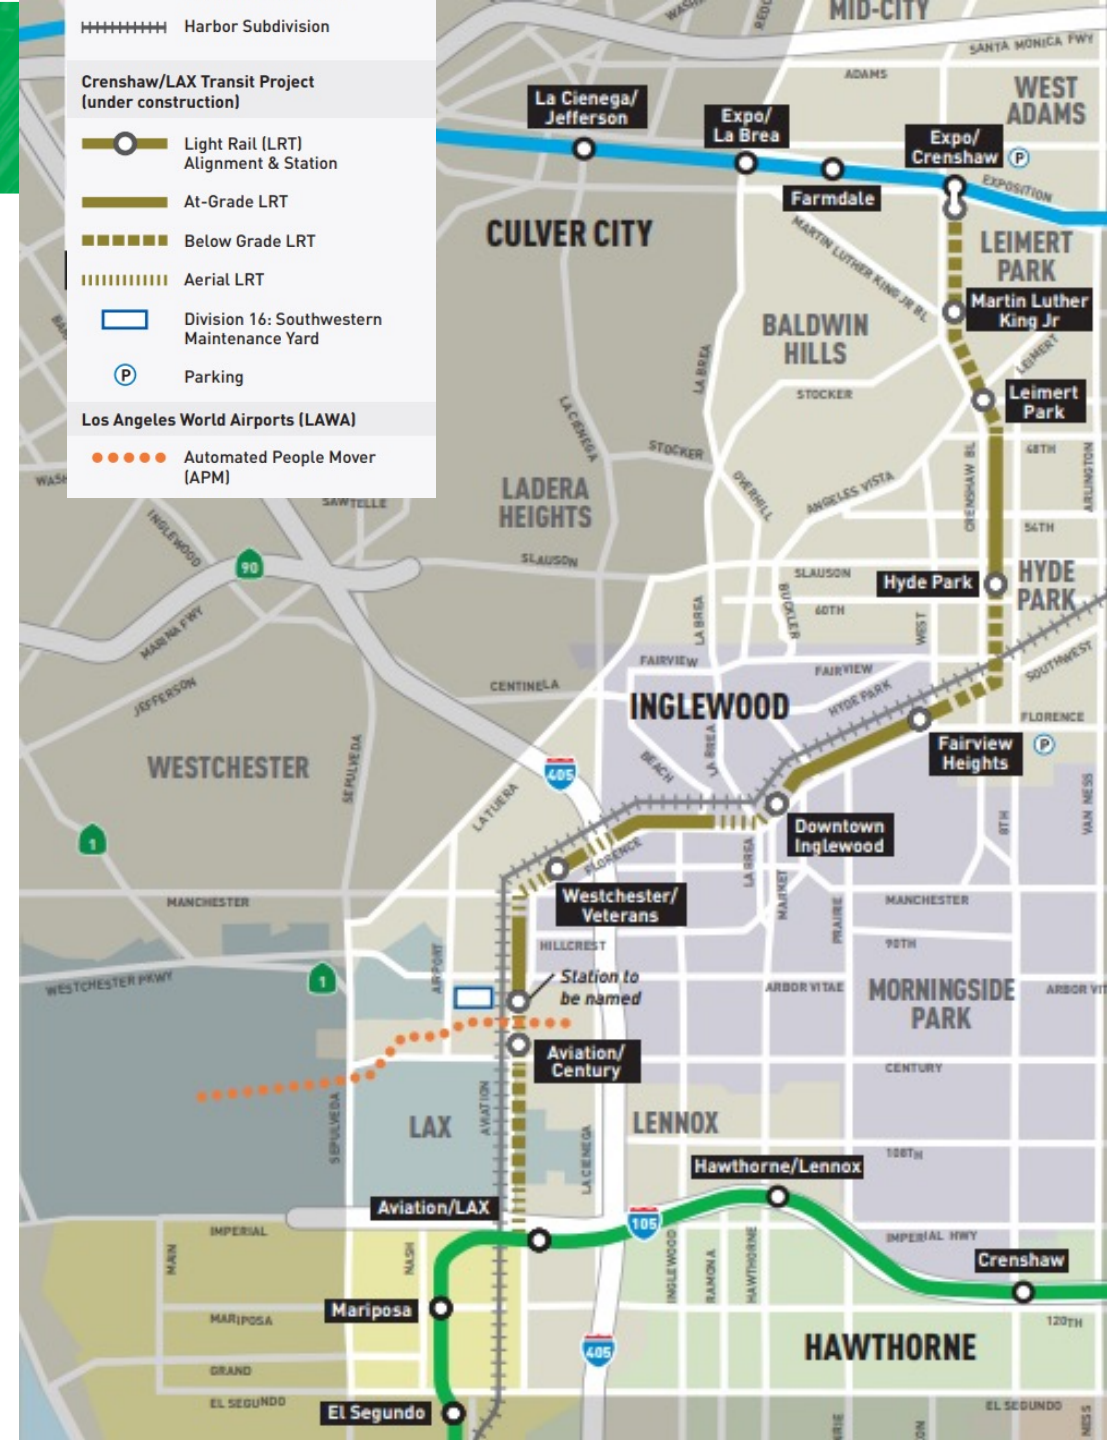 Harbor Subdivision
Crenshaw/LAX Transit Project
(under construction)
Light Rail (LRT)
Alignment & Station
At-Grade LRT
Below Grade LRT
Aerial LRT
Division 16: Southwestern
Maintenance Yard
P
Parking
Los Angeles World Airports (LAWA)
Automated People Mover
(APM)
MID-CITY
SANTA MONICA FWY
ADAMS
WEST
ADAMS
La Cienega/
Jefferson
Expo/
La Brea
Expo/
Crenshaw
P
Farmdale
EXPOSITION
CULVER CITY
MARTIN LUTHER KING JR BL
LEIMERT
PARK
Martin Luther
King Jr
BALDWIN
HILLS
LEIMERT
LA BREA
STOCKER
Leimert
Park
LA CIENEGA
STOCKER
48TH
CRENSHAW BL
ARLINGTON
OVERHILL
ANGELES VISTA
LADERA
HEIGHTS
SAWTELLE
INGLEWOOD
54TH
90
SLAUSON
SLAUSON
Hyde Park
HYDE
PARK
BUCKLER
60TH
LA BREA
WEST
MARINA FWY
FAIRVIEW
FAIRVIEW
SOUTHWEST
JEFFERSON
CENTINELA
INGLEWOOD
HYDE PARK
FLORENCE
Fairview
Heights
P
WESTCHESTER
SEPULVEDA
BEACH
LA BREA
405
LA TIJERA
8TH
VAN NESS
1
Downtown
Inglewood
FLORENCE
LA BREA
MARKET
Westchester/
Veterans
MANCHESTER
PRAIRIE
MANCHESTER
HILLCREST
90TH
AIRPORT
WESTCHESTER PKWY
1
Station to
be named
ARBOR VITAE
MORNINGSIDE
PARK
ARBOR VIT
Aviation/
Century
CENTURY
SEPULVEDA
LAX
AVIATION
LA CIENEGA
LENNOX
108TH
Hawthorne/Lennox
Aviation/LAX
105
IMPERIAL
MAIN
NASH
INGLEWOOD
RAMONA
HAWTHORNE
IMPERIAL HWY
Crenshaw
Mariposa
MARIPOSA
120TH
405
HAWTHORNE
GRAND
EL SEGUNDO
El Segundo
EL SEGUNDO
NESS